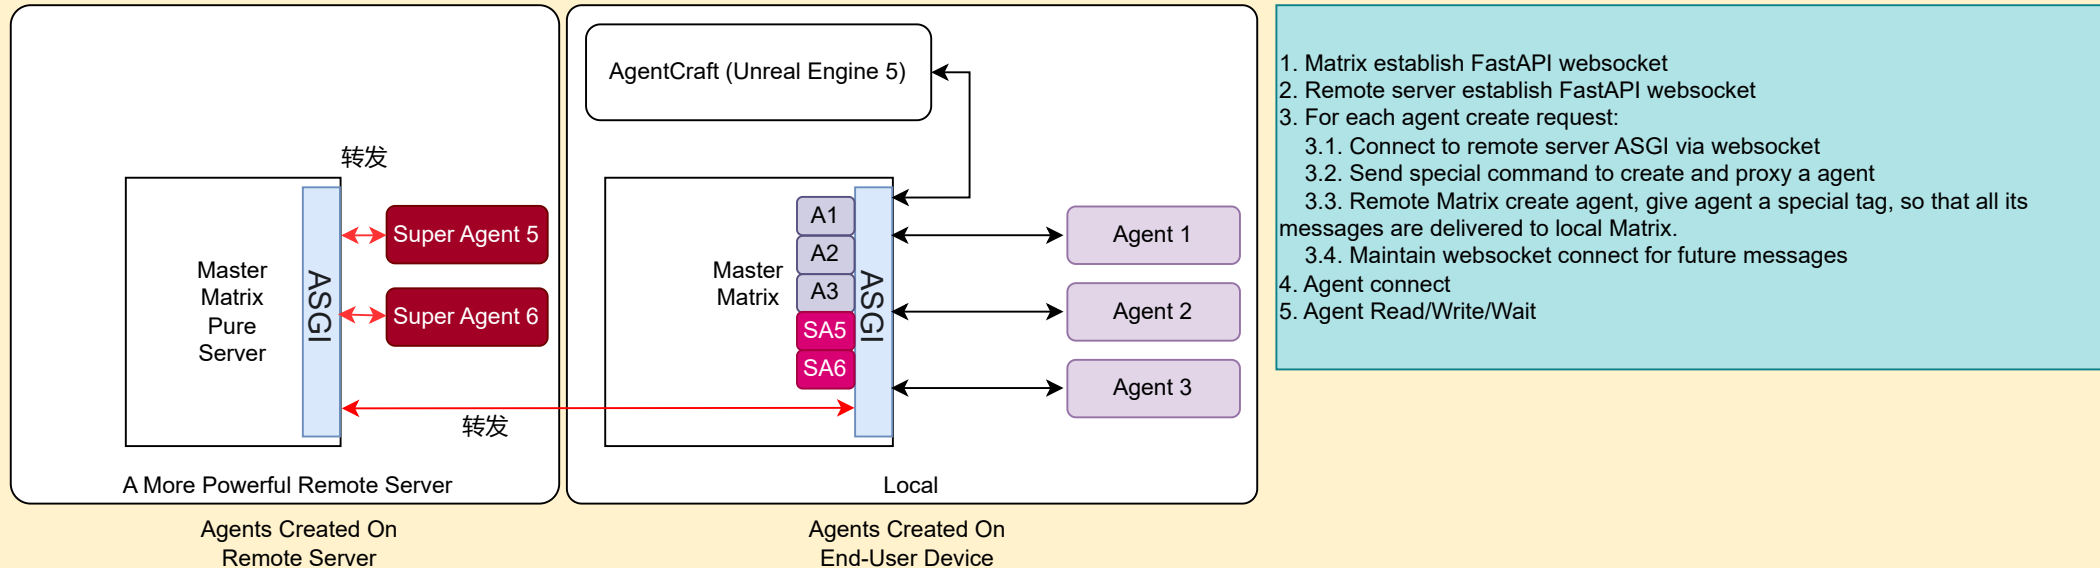 转发
Super Agent 5
Super Agent 6
Master
Matrix
Pure
Server
ASGI
转发
A More Powerful Remote Server
Agents Created On
Remote Server
AgentCraft (Unreal Engine 5)
Master
Matrix
A1
A2
A3
SA5
SA6
ASGI
Agent 1
Agent 2
Agent 3
Local
Agents Created On
End-User Device
1. Matrix establish FastAPI websocket
2. Remote server establish FastAPI websocket
3. For each agent create request:
3.1. Connect to remote server ASGI via websocket
3.2. Send special command to create and proxy a agent
3.3. Remote Matrix create agent, give agent a special tag, so that all its
messages are delivered to local Matrix.
3.4. Maintain websocket connect for future messages
4. Agent connect
5. Agent Read/Write/Wait